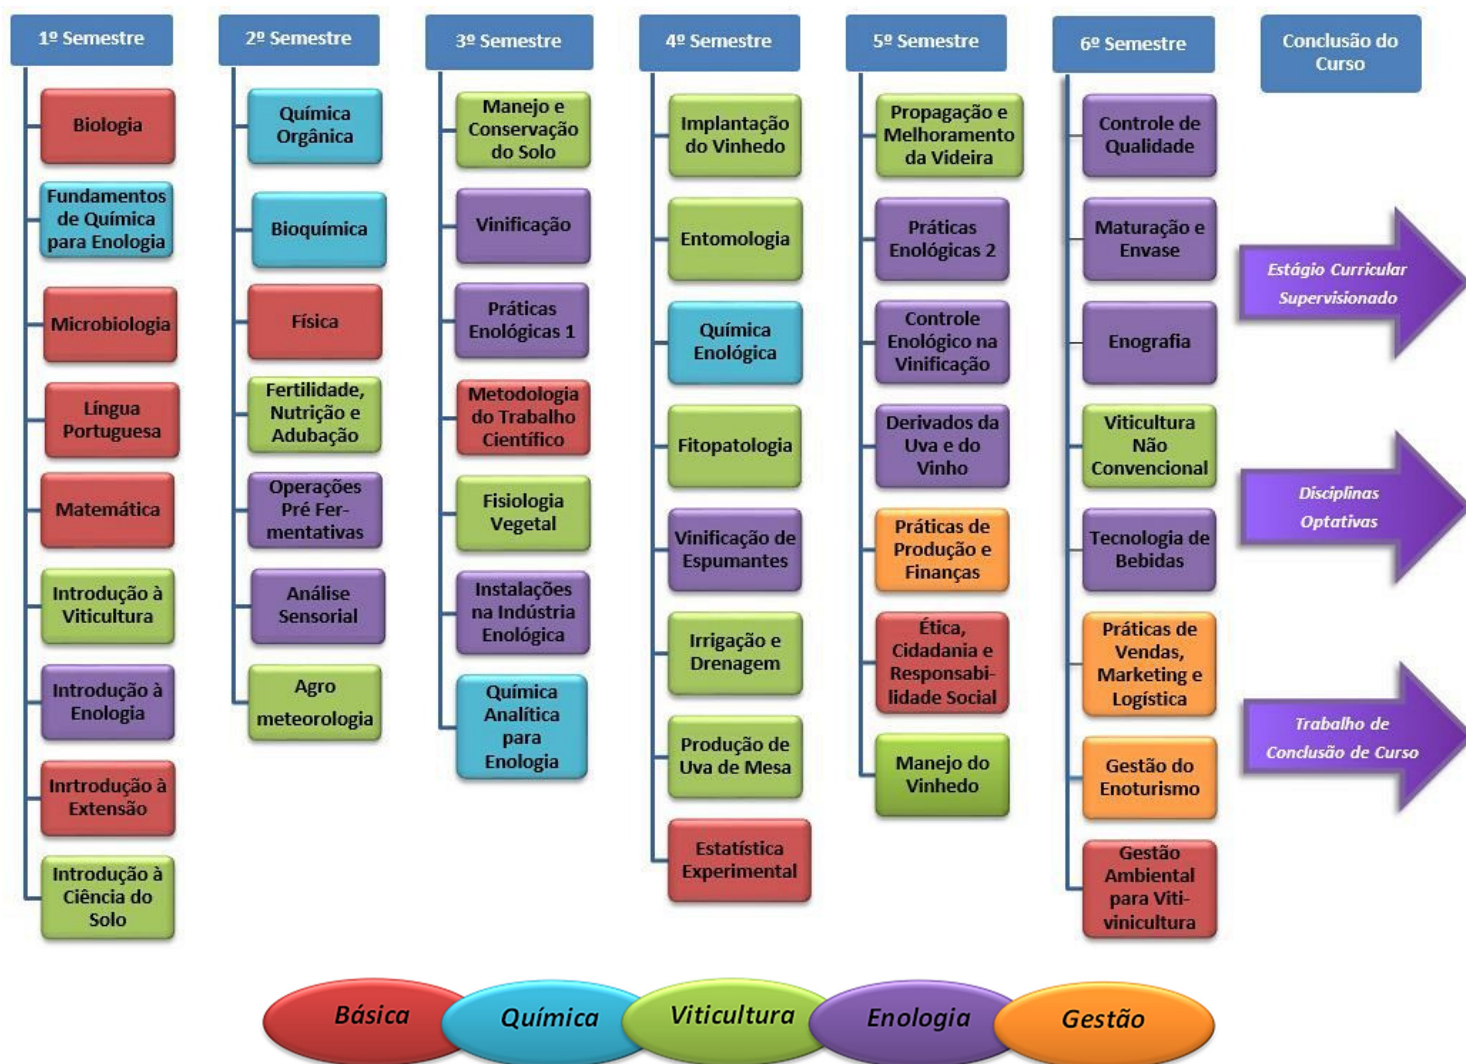 1º Semestre
Biologia
Fundamentos
de Química
para Enologia
Microbiologia
Língua
Portuguesa
Matemática
Introdução à
Viticultura
Introdução à
Enologia
Inrtrodução à
Extensão
Introdução à
Ciência do
Solo
2º Semestre
Química
Orgânica
Bioquímica
Física
Fertilidade,
Nutrição e
Adubação
Operações
Pré Fer-
mentativas
Análise
Sensorial
Agro
meteorologia
3º Semestre
Manejo e
Conservação
do Solo
Vinificação
Práticas
Enológicas 1
Metodologia
do Trabalho
Científico
Fisiologia
Vegetal
Instalações
na Indústria
Enológica
Química
Analítica
para
Enologia
4º Semestre
Implantação
do Vinhedo
Entomologia
Química
Enológica
Fitopatologia
Vinificação de
Espumantes
Irrigação e
Drenagem
Produção de
Uva de Mesa
Estatística
Experimental
5º Semestre
Propagação e
Melhoramento
da Videira
Práticas
Enológicas 2
Controle
Enológico na
Vinificação
Derivados da
Uva e do
Vinho
Práticas de
Produção e
Finanças
Ética,
Cidadania e
Responsabi-
lidade Social
Manejo do
Vinhedo
6º Semestre
Controle de
Qualidade
Maturação e
Envase
Enografia
Viticultura
Não
Convencional
Tecnologia de
Bebidas
Práticas de
Vendas,
Marketing e
Logística
Gestão do
Enoturismo
Gestão
Ambiental
para Viti-
vinicultura
Conclusão do
Curso
Estágio Curricular
Supervisionado
Disciplinas
Optativas
Trabalho de
Conclusão de Curso
Básica
Química
Viticultura
Enologia
Gestão